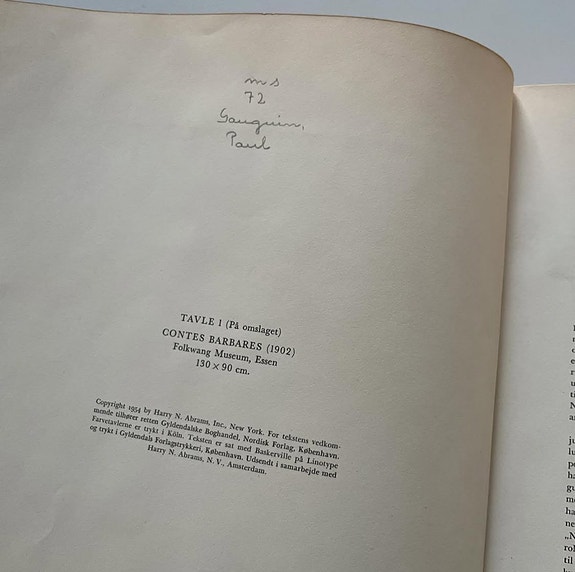 ms
72
Gauguin,
Paul
TAVLE I (På omslaget)
CONTES BARBARES (1902)
Folkwang Museum, Essen
130 × 90 cm.
Copyright 1954 by Harry N. Abrams, Inc., New York. For tekstens vedkom-
mende tilhører retten Gyldendalske Boghandel, Nordisk Forlag, København.
Farvetavlerne er trykt i Köln. Teksten er sat med Baskerville på Linotype
og trykt i Gyldendals Forlagstrykkeri, København. Udsendt i samarbejde med
Harry N. Abrams, N. V., Amsterdam.